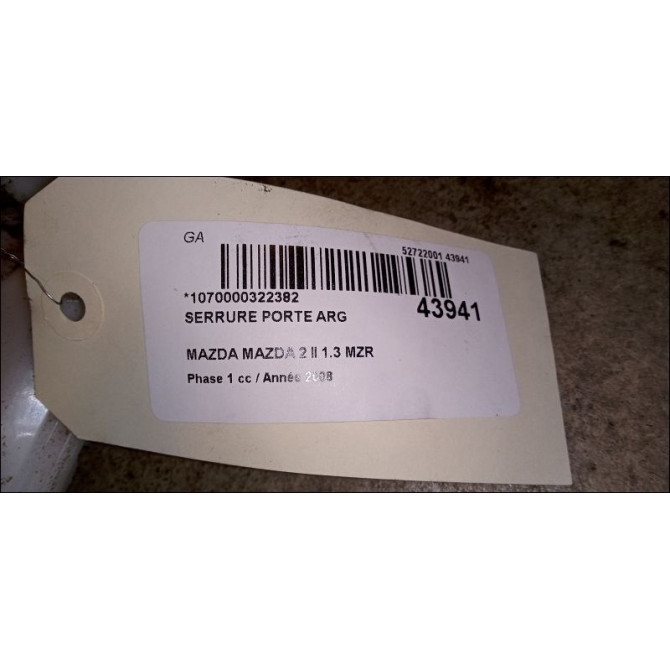 GA
52722001 43941
*1070000322382
43941
SERRURE PORTE ARG
MAZDA MAZDA 2 II 1.3 MZR
Phase 1 cc / Année 2008